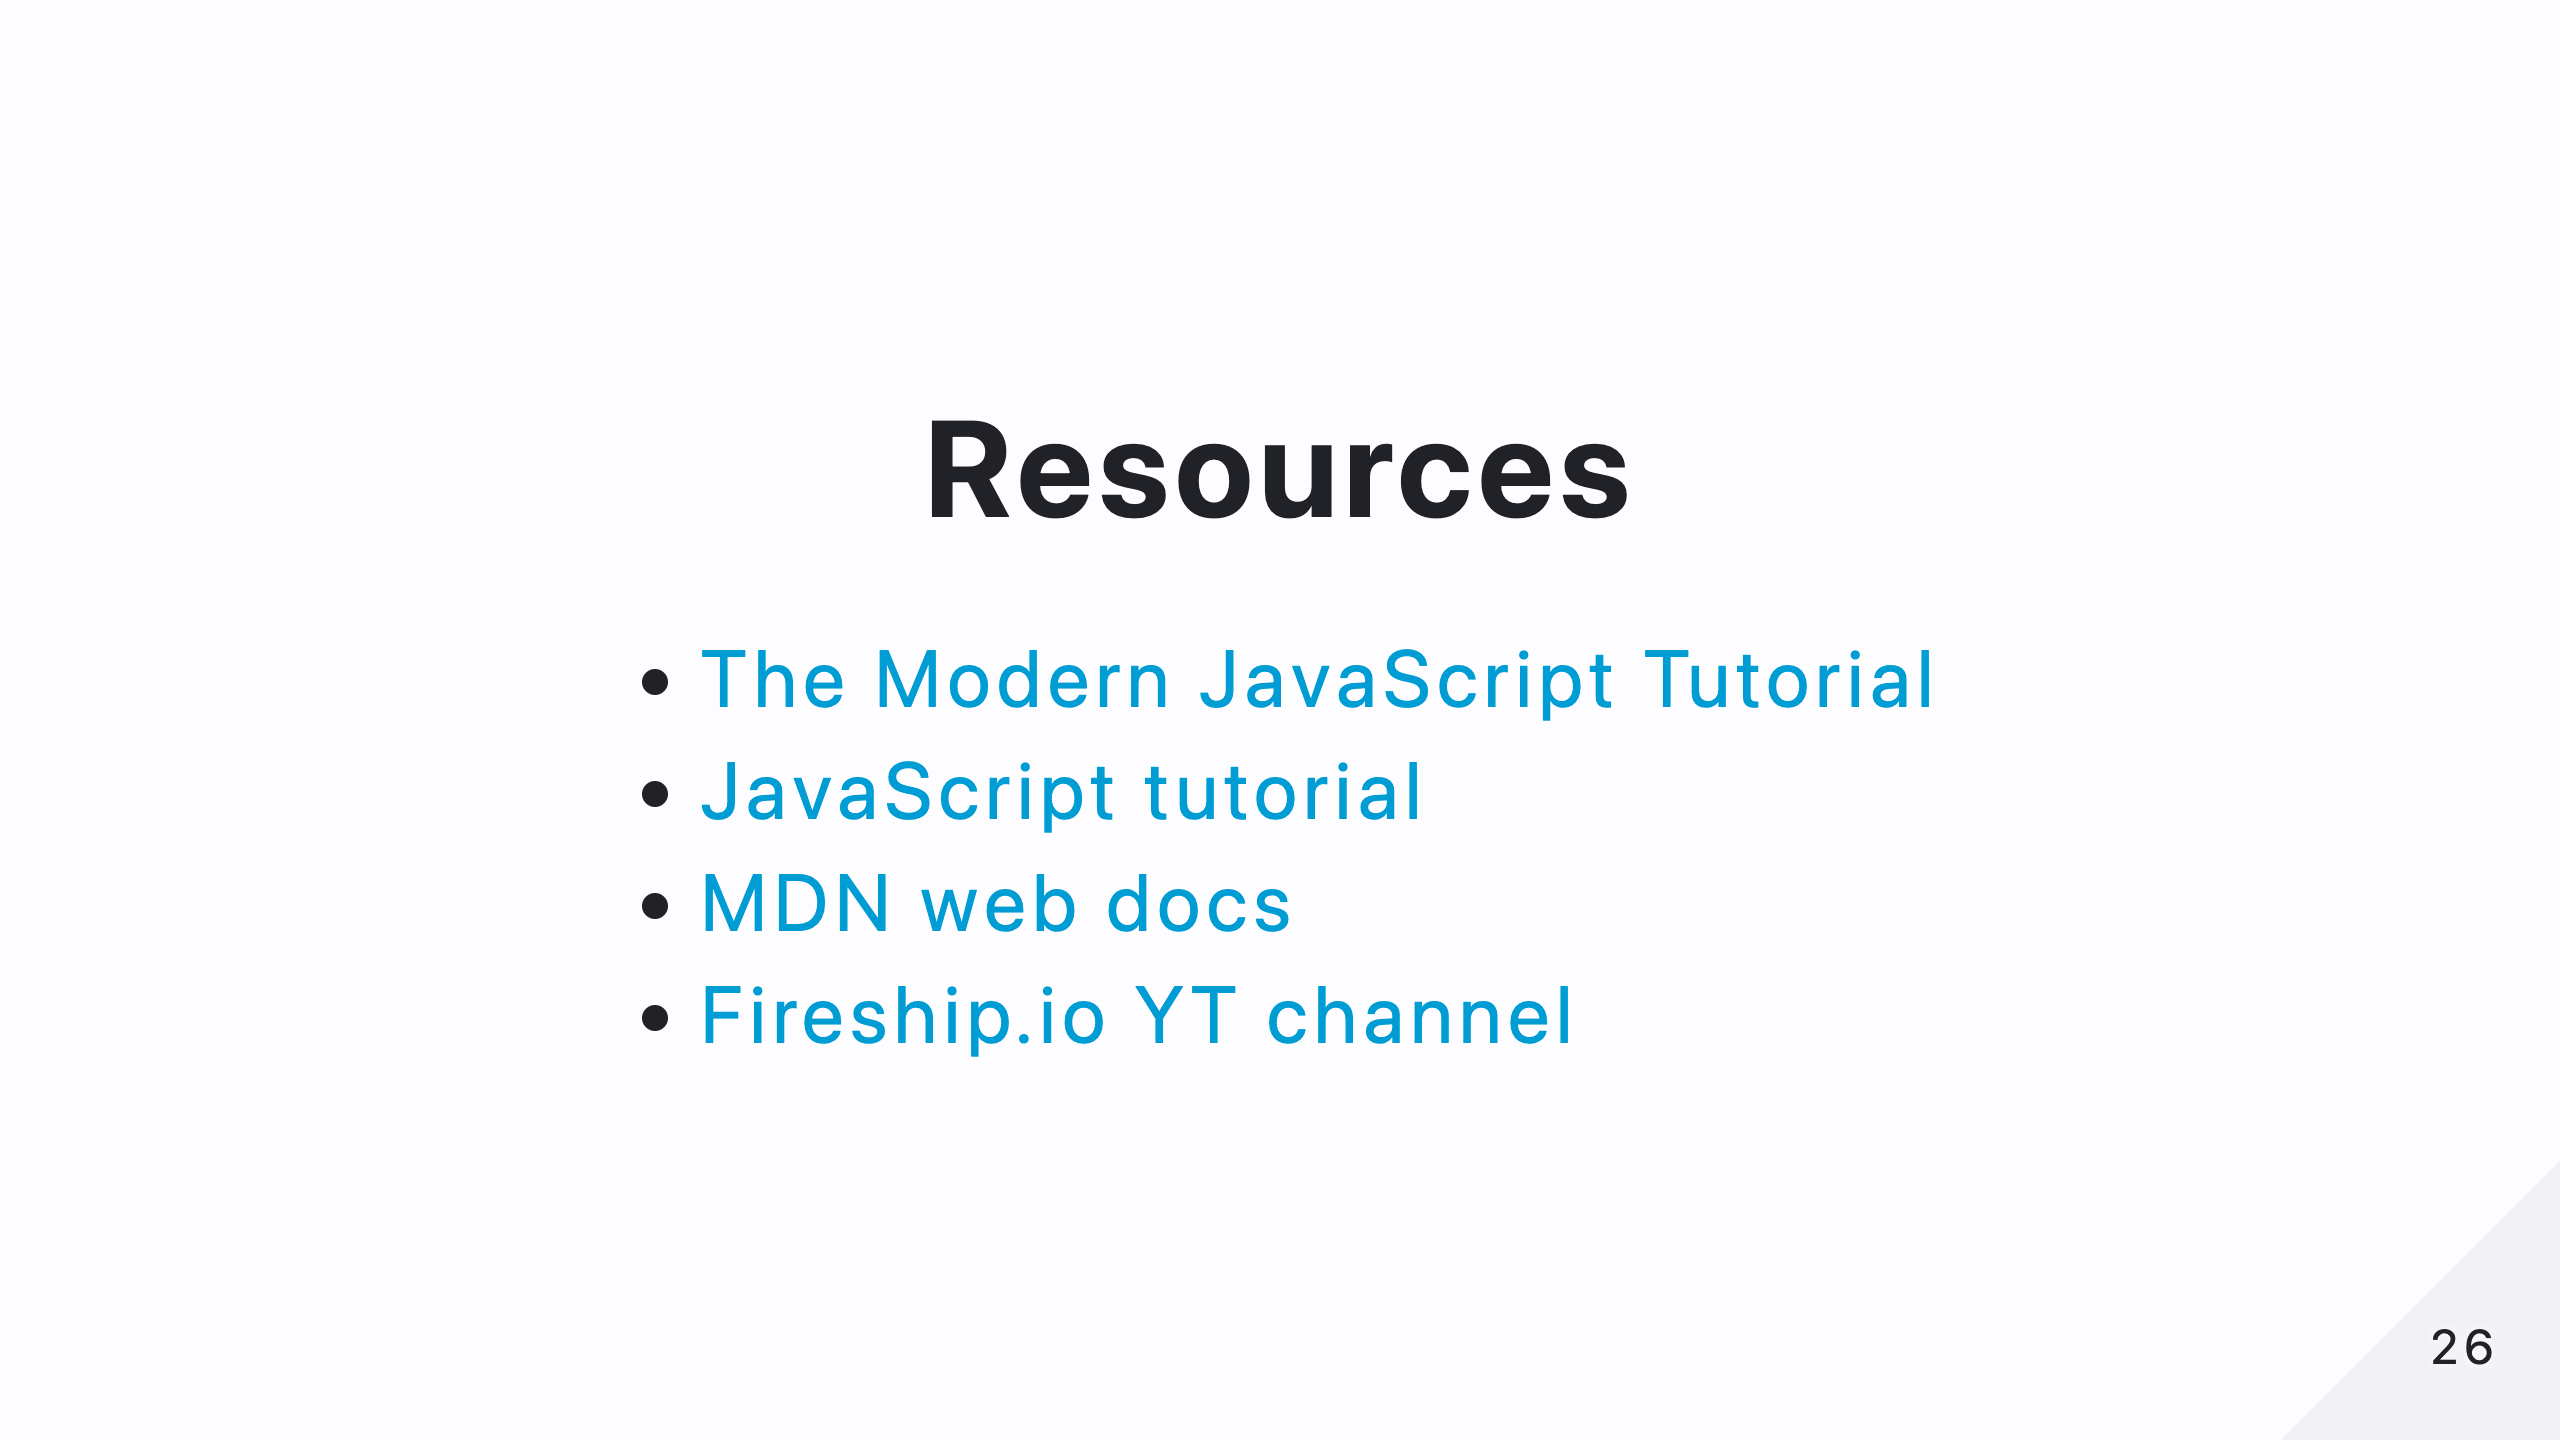 Resources
The Modern JavaScript Tutorial
JavaScript tutorial
MDN web docs
Fireship.io YT channel
26